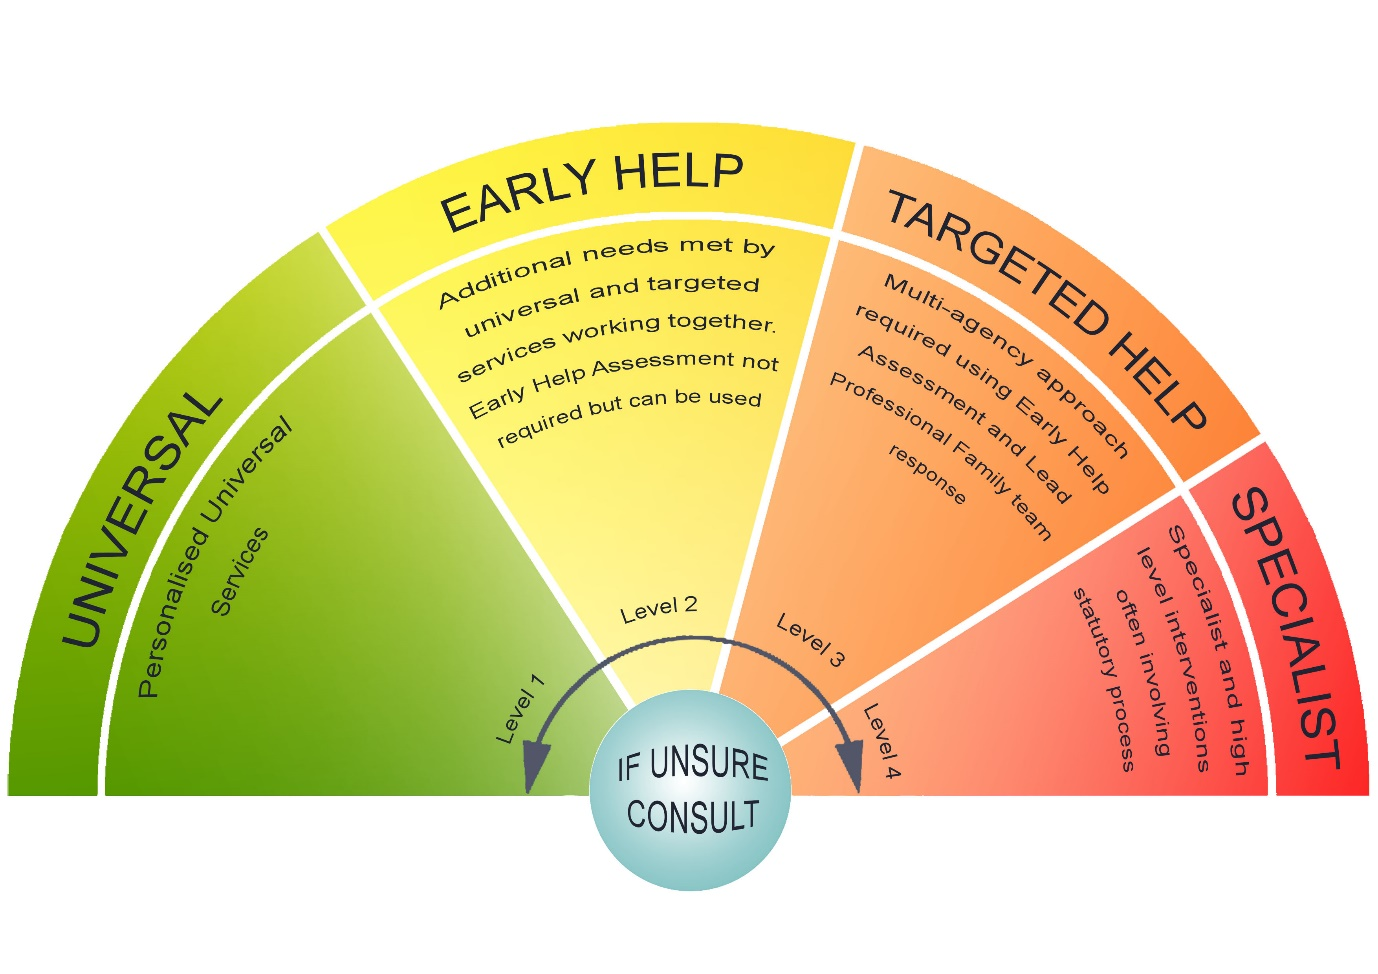 UNIVERSAL
Personalised Universal
Services
Level 1
EARLY HELP
Additional needs met by
universal and targeted
services working together.
Early Help Assessment not
required but can be used
Level 2
TARGETED HELP
Multi-agency approach
required using Early Help
Assessment and Lead
Professional Family team
response
Level 3
SPECIALIST
Specialist and high
level interventions
often involving
statutory process
Level 4
IF UNSURE
CONSULT